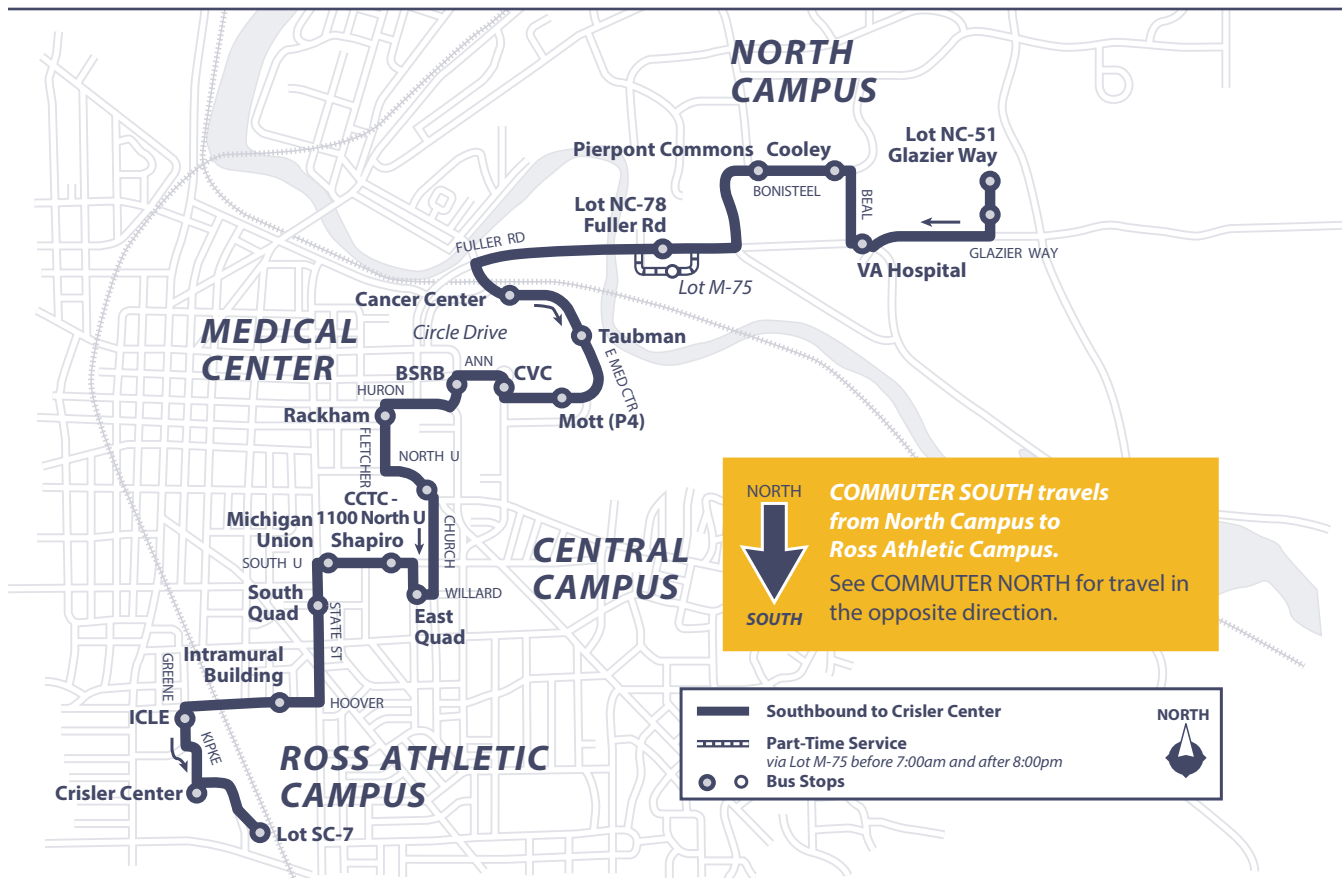 NORTH
CAMPUS
Lot NC-51
Glazier Way
Pierpont Commons
Cooley
BONISTEEL
BEAL
Lot NC-78
Fuller Rd
FULLER RD
VA Hospital
GLAZIER WAY
Lot M-75
Cancer Center
MEDICAL
CENTER
Circle Drive
Taubman
E MED CTR
ANN
BSRB
CVC
HURON
Rackham
Mott (P4)
FLETCHER
NORTH U
CCTC -
1100 North U
Michigan
Union
Shapiro
CHURCH
SOUTH U
CENTRAL
CAMPUS
WILLARD
South
Quad
East
Quad
STATE ST
Intramural
Building
GREENE
HOOVER
ICLE
KIPKE
ROSS ATHLETIC
CAMPUS
Crisler Center
Lot SC-7
NORTH
SOUTH
COMMUTER SOUTH travels
from North Campus to
Ross Athletic Campus.
See COMMUTER NORTH for travel in
the opposite direction.
Southbound to Crisler Center
Part-Time Service
via Lot M-75 before 7:00am and after 8:00pm
Bus Stops
NORTH